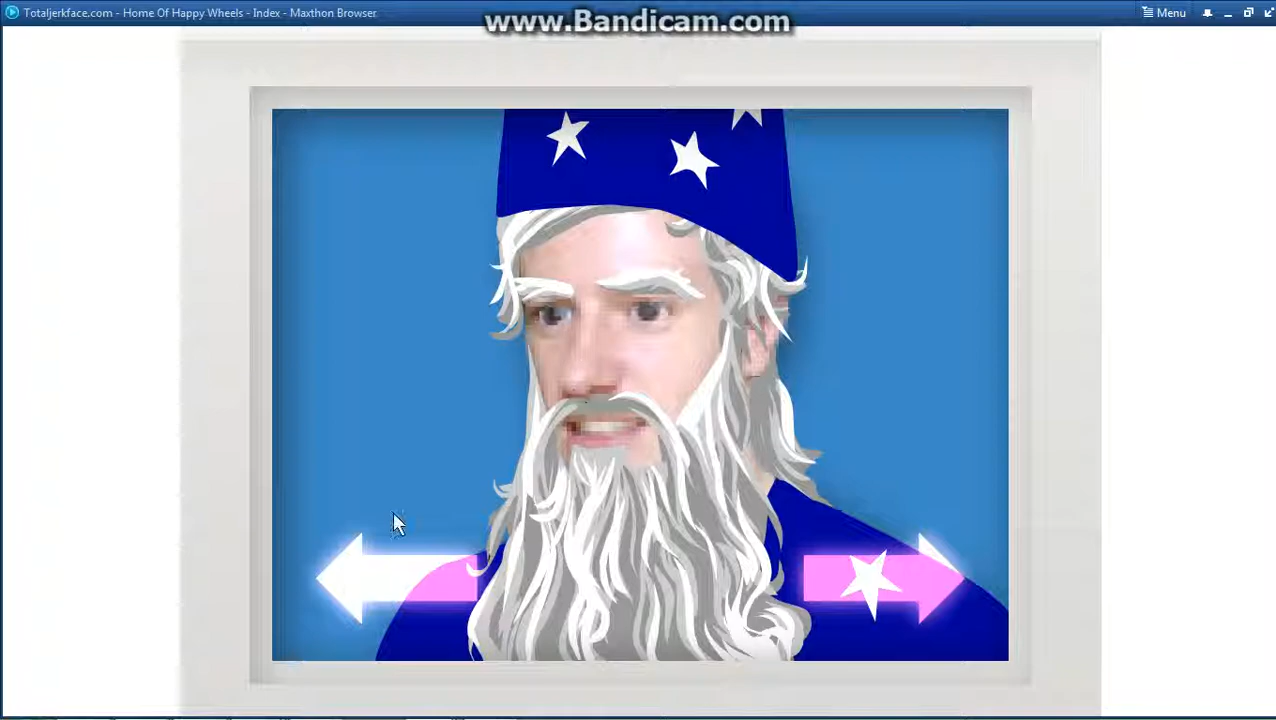 Totaljerkface.com - Home Of Happy Wheels - Index - Maxthon Browser
www.Bandicam.com
Menu